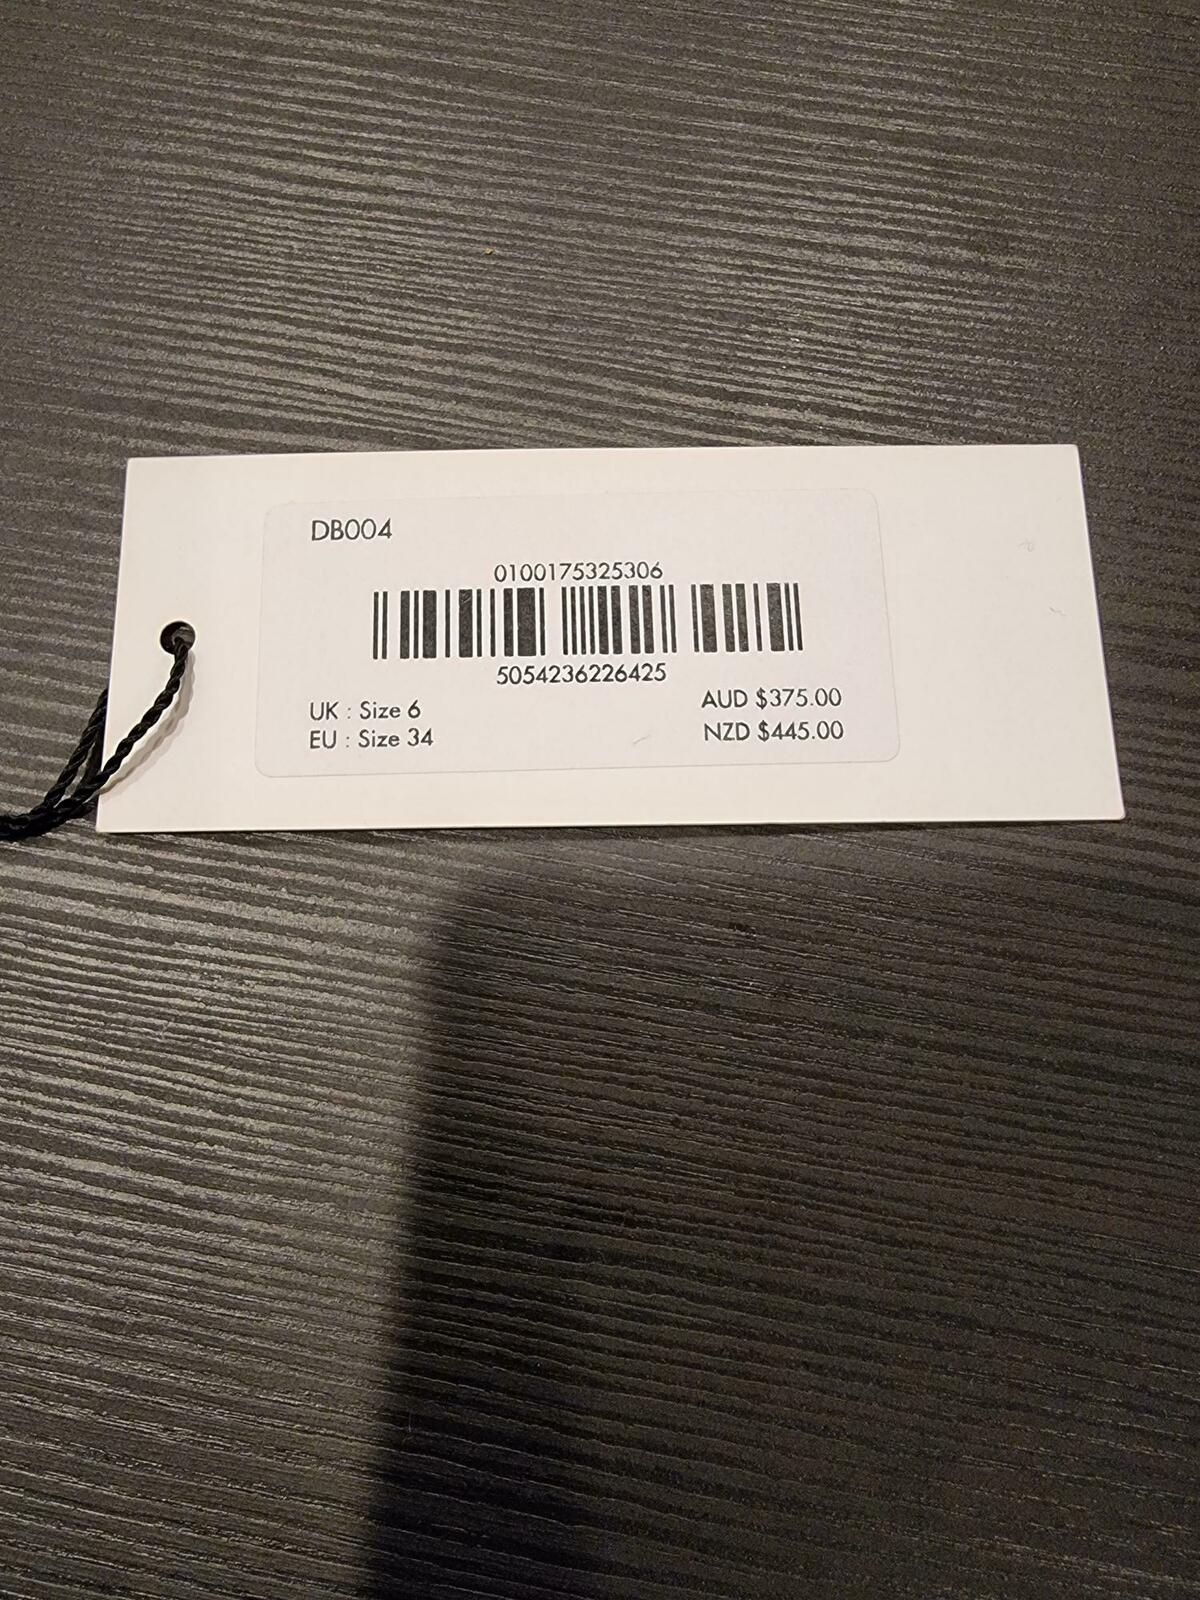 DB004
0100175325306
5054236226425
UK : Size 6
EU : Size 34
AUD $375.00
NZD $445.00